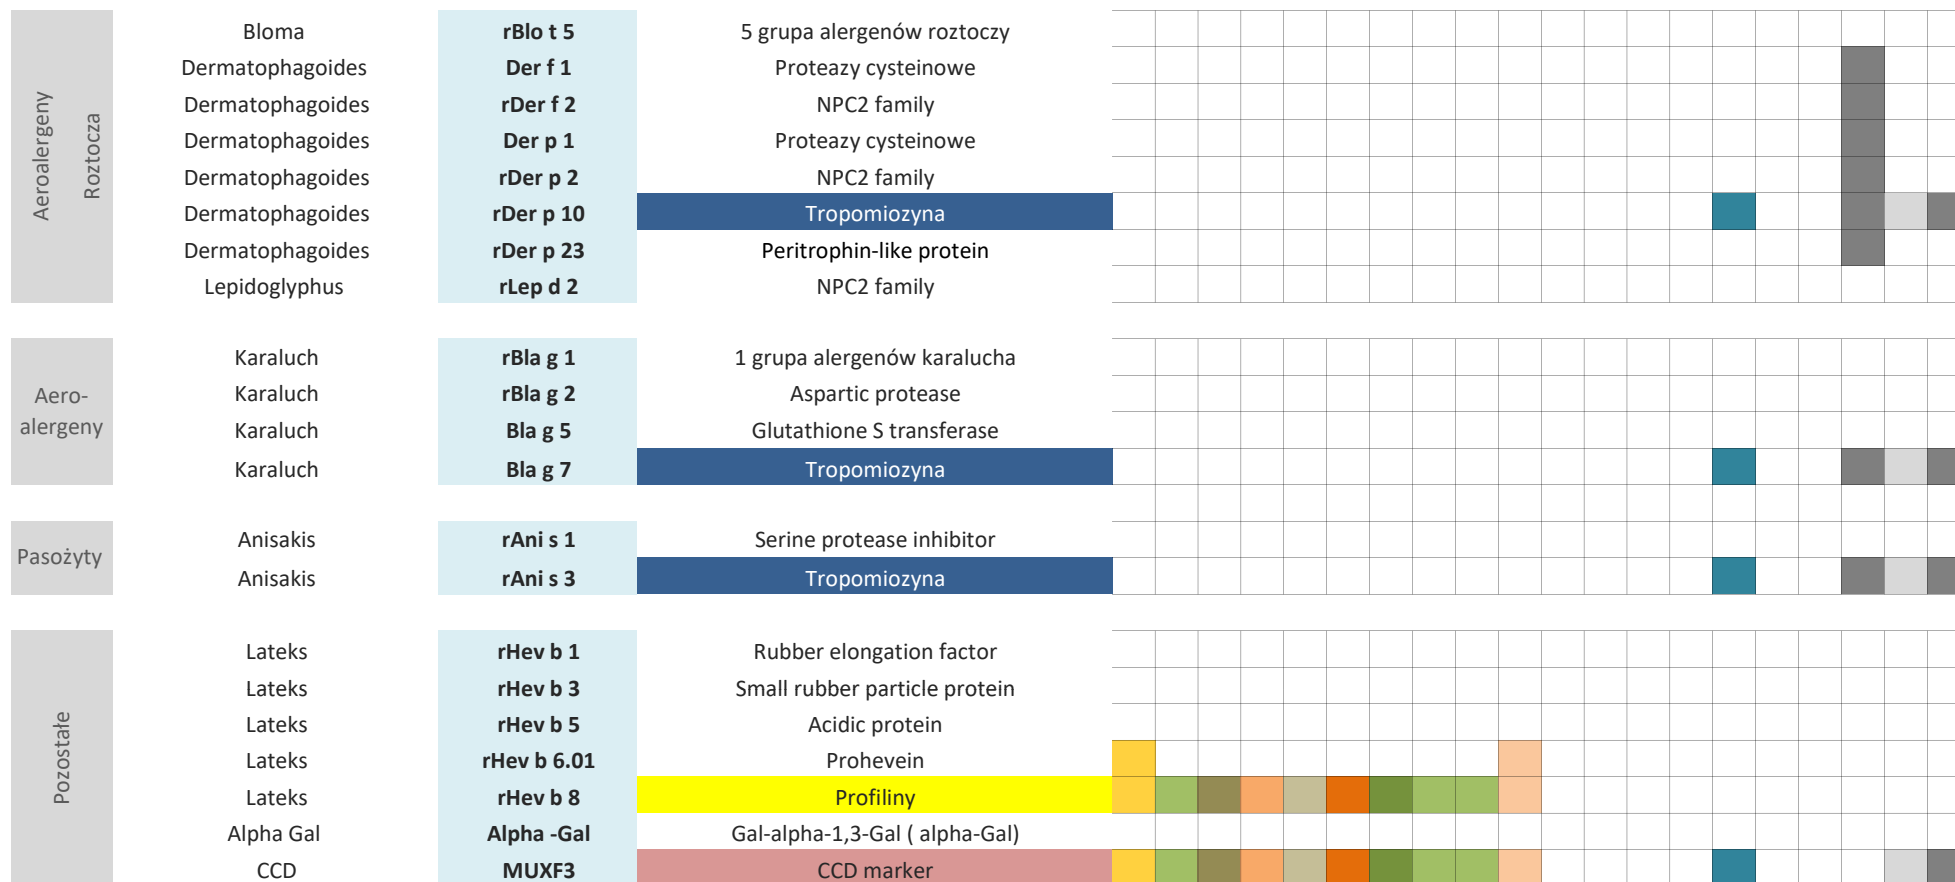 Aeroalergeny
Roztocza
Bloma rBlo t 5 5 grupa alergenów roztoczy
Dermatophagoides Der f 1 Proteazy cysteinowe
Dermatophagoides rDer f 2 NPC2 family
Dermatophagoides Der p 1 Proteazy cysteinowe
Dermatophagoides rDer p 2 NPC2 family
Dermatophagoides rDer p 10 Tropomiozyna
Dermatophagoides rDer p 23 Peritrophin-like protein
Lepidoglyphus rLep d 2 NPC2 family
Aero-
alergeny
Karaluch rBla g 1 1 grupa alergenów karalucha
Karaluch rBla g 2 Aspartic protease
Karaluch Bla g 5 Glutathione S transferase
Karaluch Bla g 7 Tropomiozyna
Pasożyty
Anisakis rAni s 1 Serine protease inhibitor
Anisakis rAni s 3 Tropomiozyna
Pozostałe
Lateks rHev b 1 Rubber elongation factor
Lateks rHev b 3 Small rubber particle protein
Lateks rHev b 5 Acidic protein
Lateks rHev b 6.01 Prohevein
Lateks rHev b 8 Profiliny
Alpha Gal Alpha -Gal Gal-alpha-1,3-Gal ( alpha-Gal)
CCD MUXF3 CCD marker